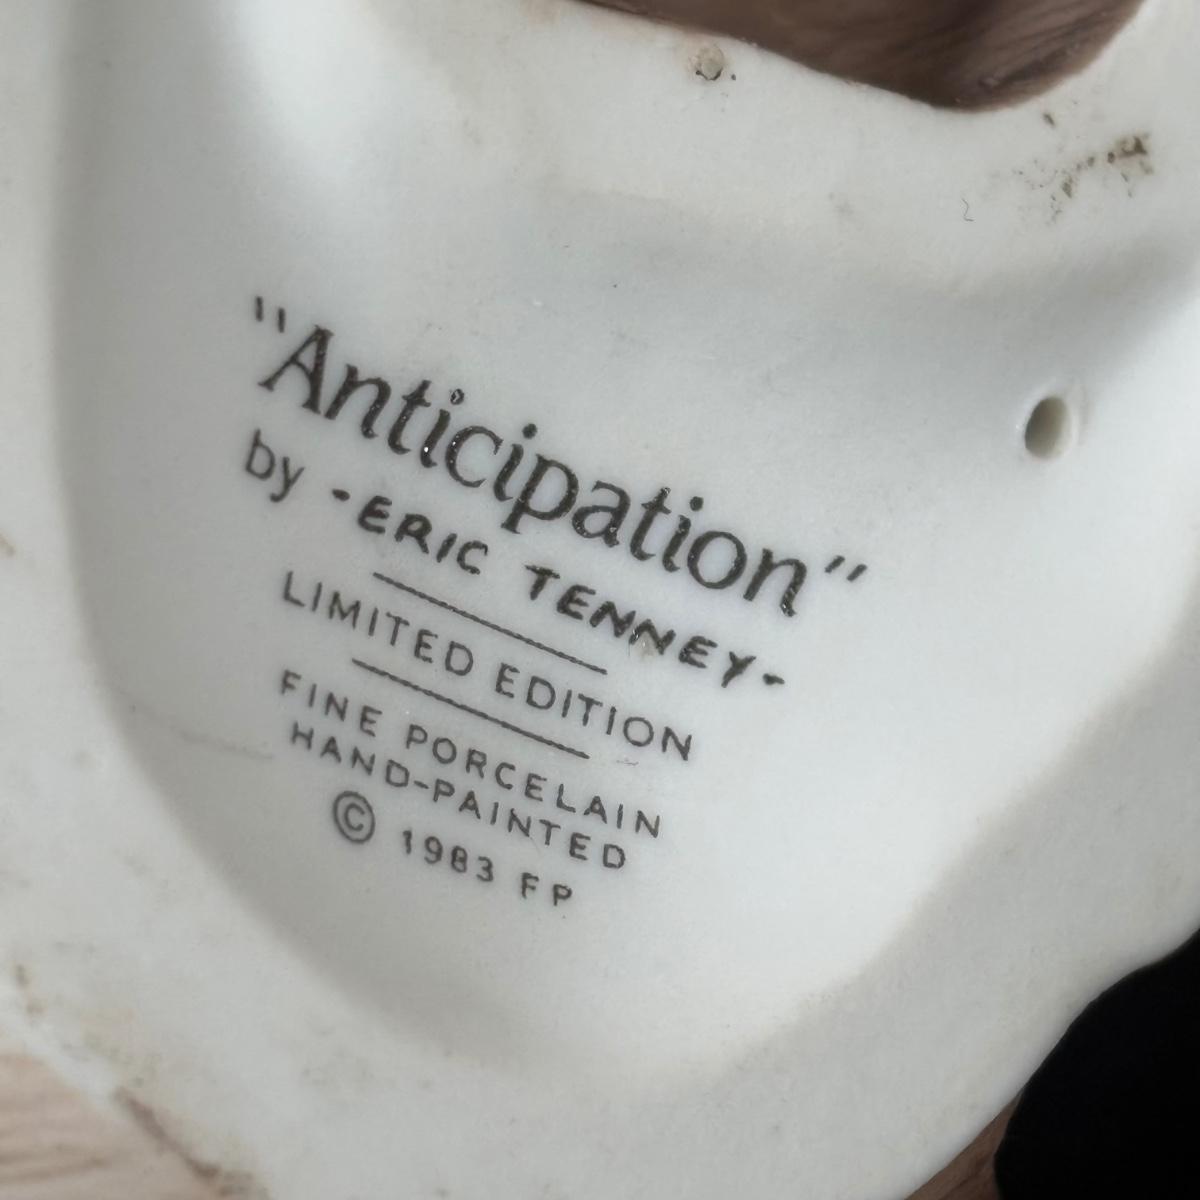 "Anticipation"
by -ERIC TENNEY-
LIMITED EDITION
FINE PORCELAIN
HAND-PAINTED
© 1983 FP